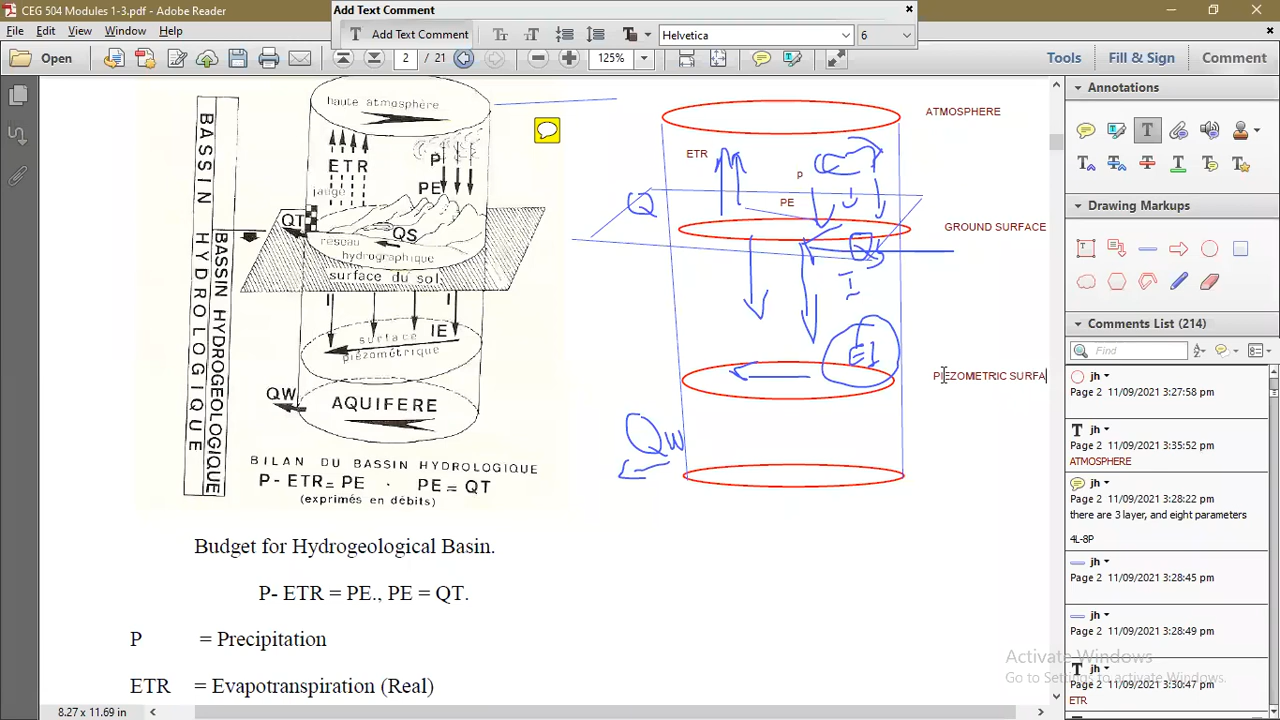 CEG 504 Modules 1-3.pdf - Adobe Reader
Add Text Comment
File Edit View Window Help
Add Text Comment
Helvetica
6
Open
2 / 21
125%
Tools
Fill & Sign
Comment
haute atmosphère
ETR
P
PE
QT
QS
reseau
hydrographique
surface du sol
I
I
IE
surface
piézométrique
QW
AQUIFERE
BASSIN HYDROLOGIQUE
BASSIN HYDROGEOLOGIQUE
BILAN DU BASSIN HYDROLOGIQUE
P- ETR= PE . PE= QT
(exprimés en débits)
ATMOSPHERE
ETR
P
PE
Q
GROUND SURFACE
Qs
I
EI
PIEZOMETRIC SURFA
Qw
Budget for Hydrogeological Basin.
P- ETR = PE., PE = QT.
P = Precipitation
ETR = Evapotranspiration (Real)
8.27 x 11.69 in
Annotations
Drawing Markups
Comments List (214)
Find
jh
Page 2 11/09/2021 3:27:58 pm
jh
Page 2 11/09/2021 3:35:52 pm
ATMOSPHERE
jh
Page 2 11/09/2021 3:28:22 pm
there are 3 layer, and eight parameters
4L-8P
jh
Page 2 11/09/2021 3:28:45 pm
jh
Page 2 11/09/2021 3:28:49 pm
jh
Page 2 11/09/2021 3:30:47 pm
ETR
Activate Windows
Go to Settings to activate Windows.